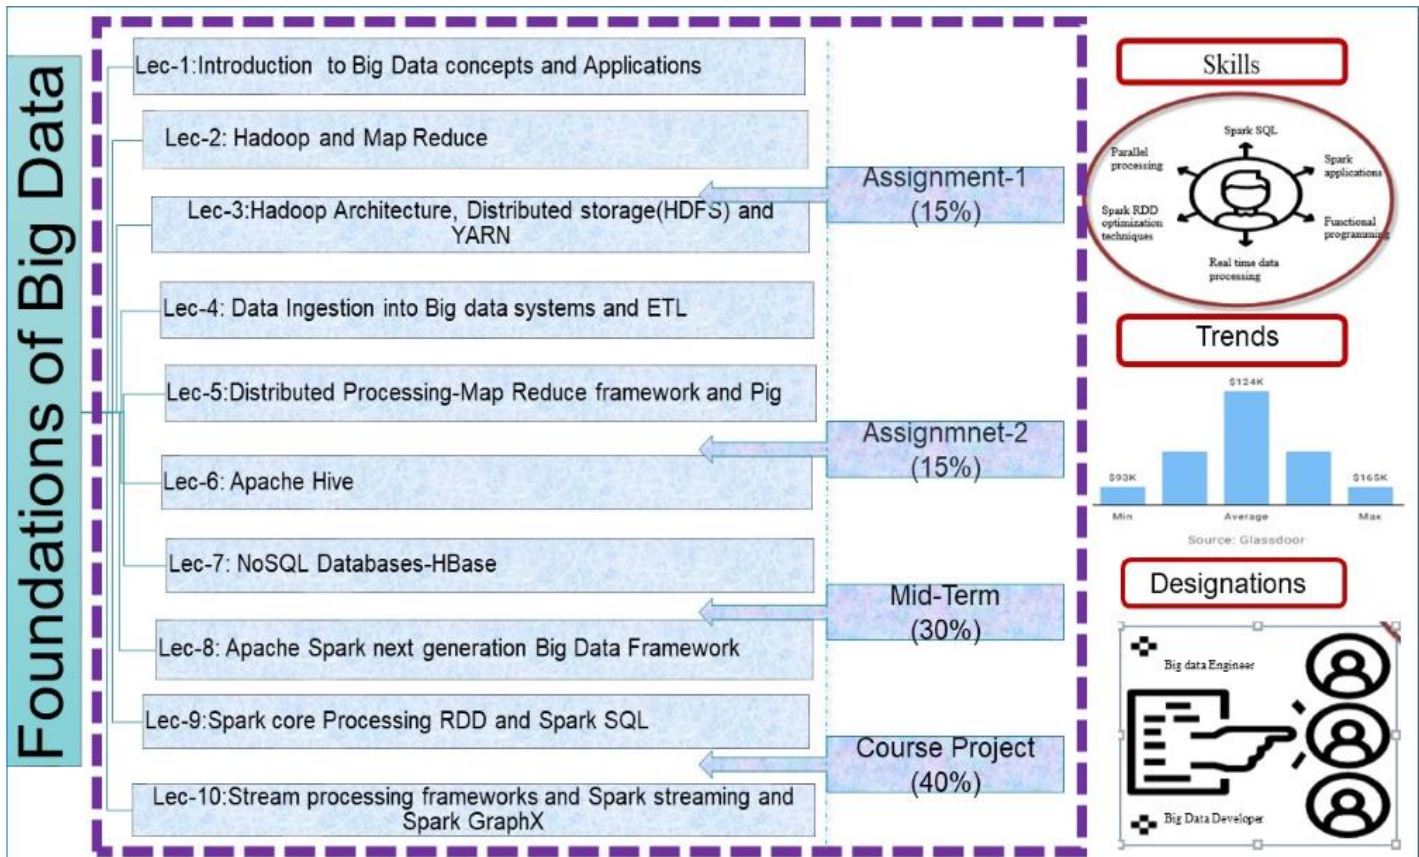 Foundations of Big Data
Lec-1:Introduction to Big Data concepts and Applications
Lec-2: Hadoop and Map Reduce
Lec-3:Hadoop Architecture, Distributed storage(HDFS) and
YARN
Lec-4: Data Ingestion into Big data systems and ETL
Lec-5:Distributed Processing-Map Reduce framework and Pig
Lec-6: Apache Hive
Lec-7: NoSQL Databases-HBase
Lec-8: Apache Spark next generation Big Data Framework
Lec-9:Spark core Processing RDD and Spark SQL
Lec-10:Stream processing frameworks and Spark streaming and
Spark GraphX
Assignment-1
(15%)
Assignmnet-2
(15%)
Mid-Term
(30%)
Course Project
(40%)
Skills
Spark SQL
Parallel
processing
Spark
applications
Spark RDD
optimization
techniques
Functional
programming
Real time data
processing
Trends
$124K
$93K
$165K
Min
Average
Max
Source: Glassdoor
Designations
Big data Engineer
Big Data Developer